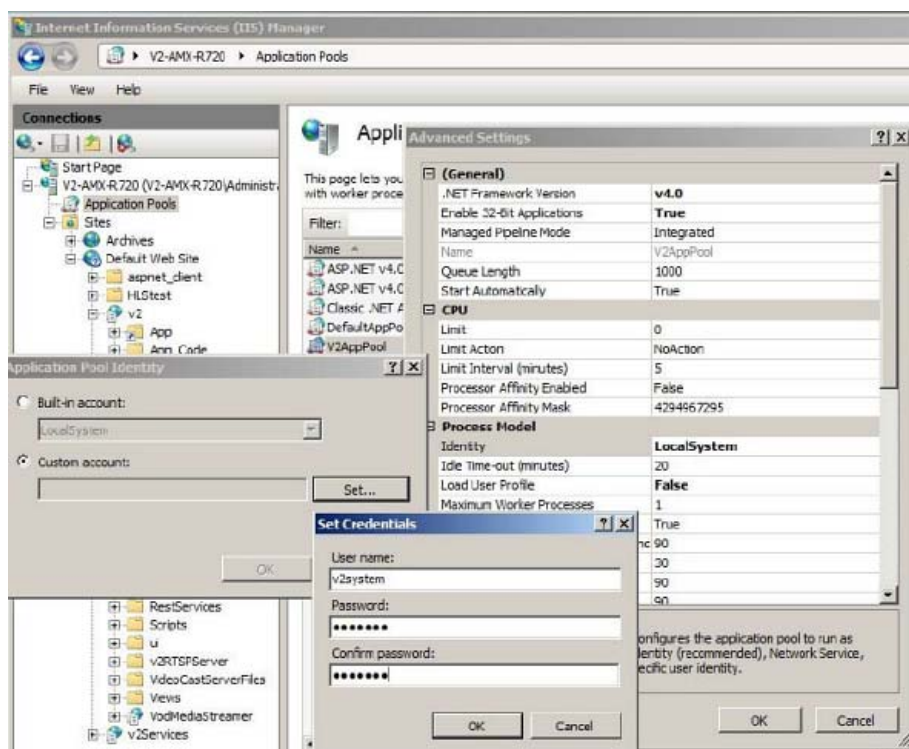 Internet Information Services (IIS) Manager
V2-AMX-R720 Application Pools
File View Help
Connections
Start Page
V2-AMX-R720 (V2-AMX-R720\Administr
Application Pools
Sites
Archives
Default Web Site
aspnet_client
HLStest
v2
App
App_Code
Appli
This page lets you
with worker proce
Filter:
Name
ASP.NET v4.0
ASP.NET v4.0
Classic .NET A
DefaultAppPo
V2AppPool
Advanced Settings
(General)
.NET Framework Version v4.0
Enable 32-Bit Applications True
Managed Pipeline Mode Integrated
Name V2AppPool
Queue Length 1000
Start Automatically True
CPU
Limit 0
Limit Action NoAction
Limit Interval (minutes) 5
Processor Affinity Enabled False
Processor Affinity Mask 4294967295
Process Model
Identity LocalSystem
Idle Time-out (minutes) 20
Load User Profile False
Maximum Worker Processes 1
True
90
30
90
90
onfigures the application pool to run as
dentity (recommended), Network Service,
ecific user identity.
OK Cancel
Application Pool Identity
Built-in account:
LocalSystem
Custom account:
Set...
OK
Set Credentials
User name:
v2system
Password:
•••••••
Confirm password:
•••••••
OK Cancel
RestServices
Scripts
ui
v2RTSPServer
VideoCastServerFiles
Views
VodMediaStreamer
v2Services